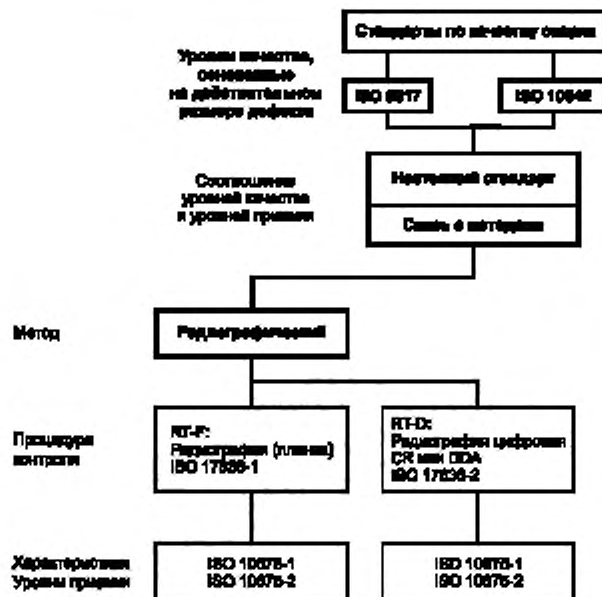 Стандарты по качеству сварки
Уровни качества,
основанные
на действительном
размере дефекта
ISO 5817
ISO 10042
Соотношение
уровней качества
и уровней приемки
Настоящий стандарт
Связь с методами
Метод
Радиографический
Процедура
контроля
RT-F:
Радиография (пленка)
ISO 17636-1
RT-D:
Радиография цифровая
CR или DDA
ISO 17636-2
Характеристики
Уровни приемки
ISO 10675-1
ISO 10675-2
ISO 10675-1
ISO 10675-2